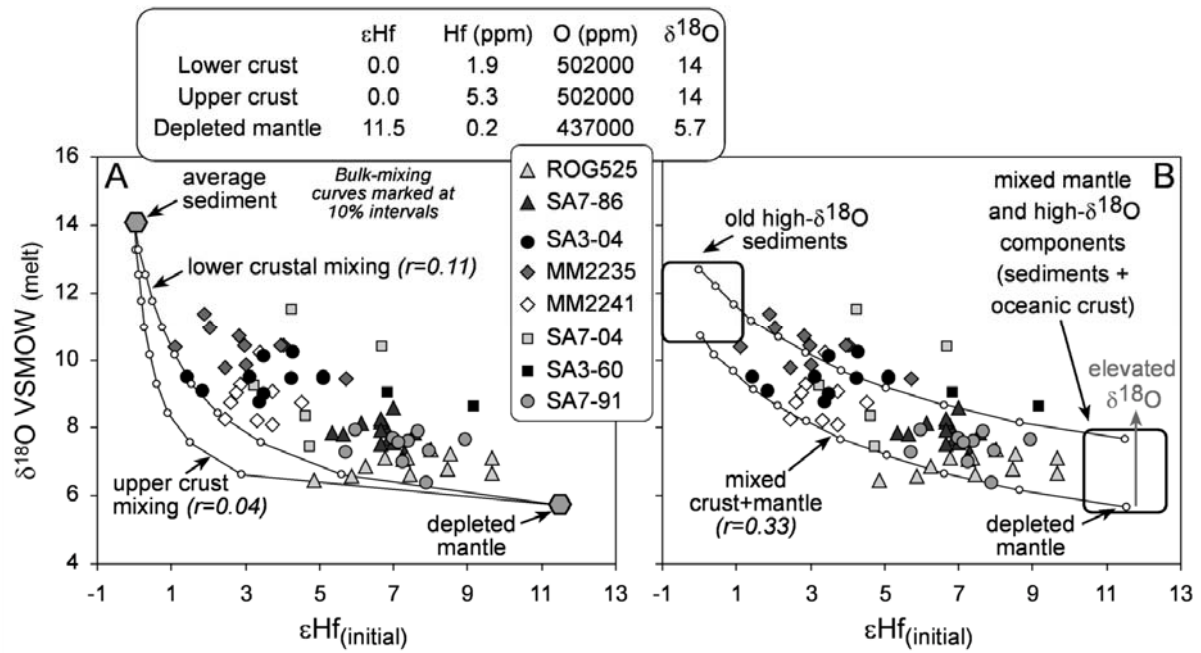 εHf Hf (ppm) O (ppm) δ18O
Lower crust 0.0 1.9 502000 14
Upper crust 0.0 5.3 502000 14
Depleted mantle 11.5 0.2 437000 5.7
A
average
sediment
Bulk-mixing
curves marked at
10% intervals
lower crustal mixing (r=0.11)
upper crust
mixing (r=0.04)
depleted
mantle
δ18O VSMOW (melt)
16
14
12
10
8
6
4
-1 1 3 5 7 9 11 13
εHf(initial)
ROG525
SA7-86
SA3-04
MM2235
MM2241
SA7-04
SA3-60
SA7-91
B
old high-δ18O
sediments
mixed mantle
and high-δ18O
components
(sediments +
oceanic crust)
elevated
δ18O
mixed
crust+mantle
(r=0.33)
depleted
mantle
-1 1 3 5 7 9 11 13
εHf(initial)